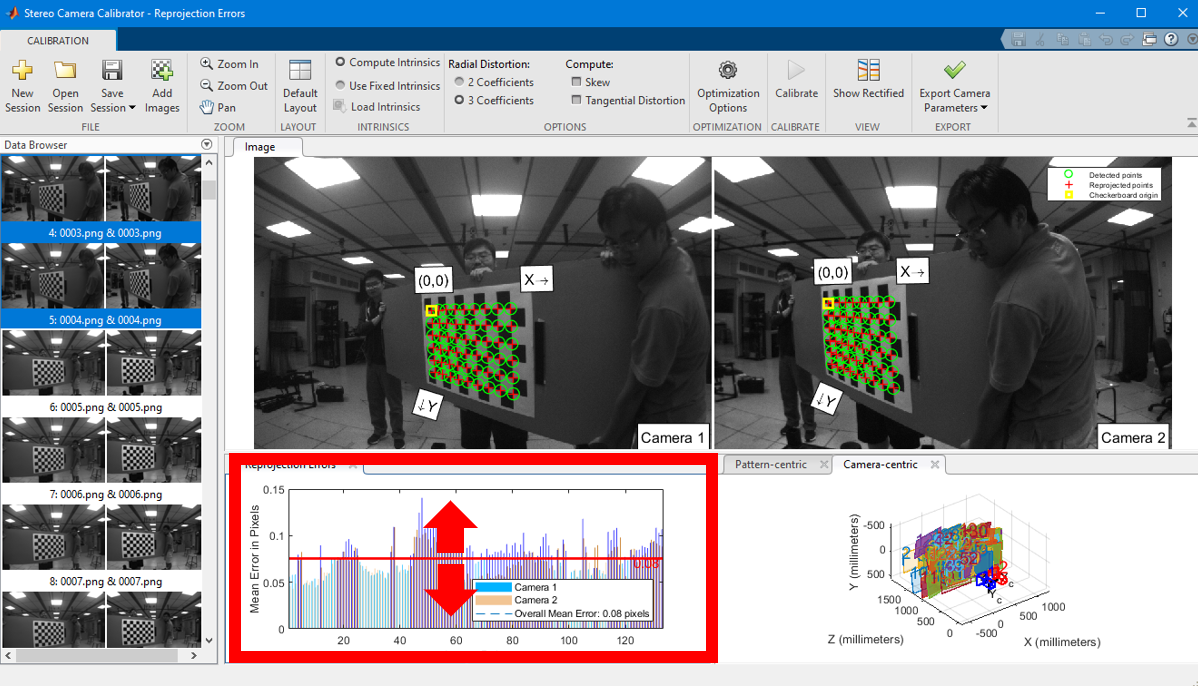 Stereo Camera Calibrator - Reprojection Errors
CALIBRATION
New Session
Open Session
Save Session
Add Images
FILE
Zoom In
Zoom Out
Pan
ZOOM
Default Layout
LAYOUT
Compute Intrinsics
Use Fixed Intrinsics
Load Intrinsics
INTRINSICS
Radial Distortion:
2 Coefficients
3 Coefficients
Compute:
Skew
Tangential Distortion
OPTIONS
Optimization Options
OPTIMIZATION
Calibrate
CALIBRATE
Show Rectified
VIEW
Export Camera Parameters
EXPORT
Data Browser
4: 0003.png & 0003.png
5: 0004.png & 0004.png
6: 0005.png & 0005.png
7: 0006.png & 0006.png
8: 0007.png & 0007.png
Image
(0,0)
X→
↓Y
Camera 1
(0,0)
X→
↓Y
Camera 2
Detected points
Reprojected points
Checkerboard origin
Reprojection Errors
Mean Error in Pixels
0.15
0.1
0.05
0
20
40
60
80
100
120
0.08
Camera 1
Camera 2
Overall Mean Error: 0.08 pixels
Pattern-centric
Camera-centric
Y (millimeters)
-500
0
500
1500
1000
500
0
Z (millimeters)
-500
0
500
1000
X (millimeters)